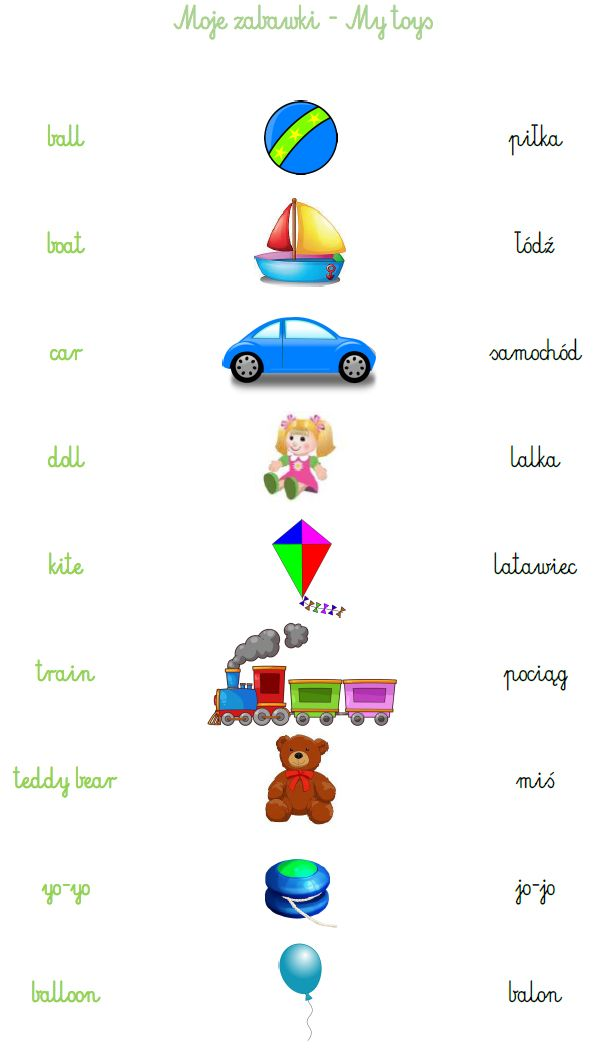 Moje zabawki - My toys
ball piłka
boat łódź
car samochód
doll lalka
kite latawiec
train pociąg
teddy bear miś
yo-yo jo-jo
balloon balon